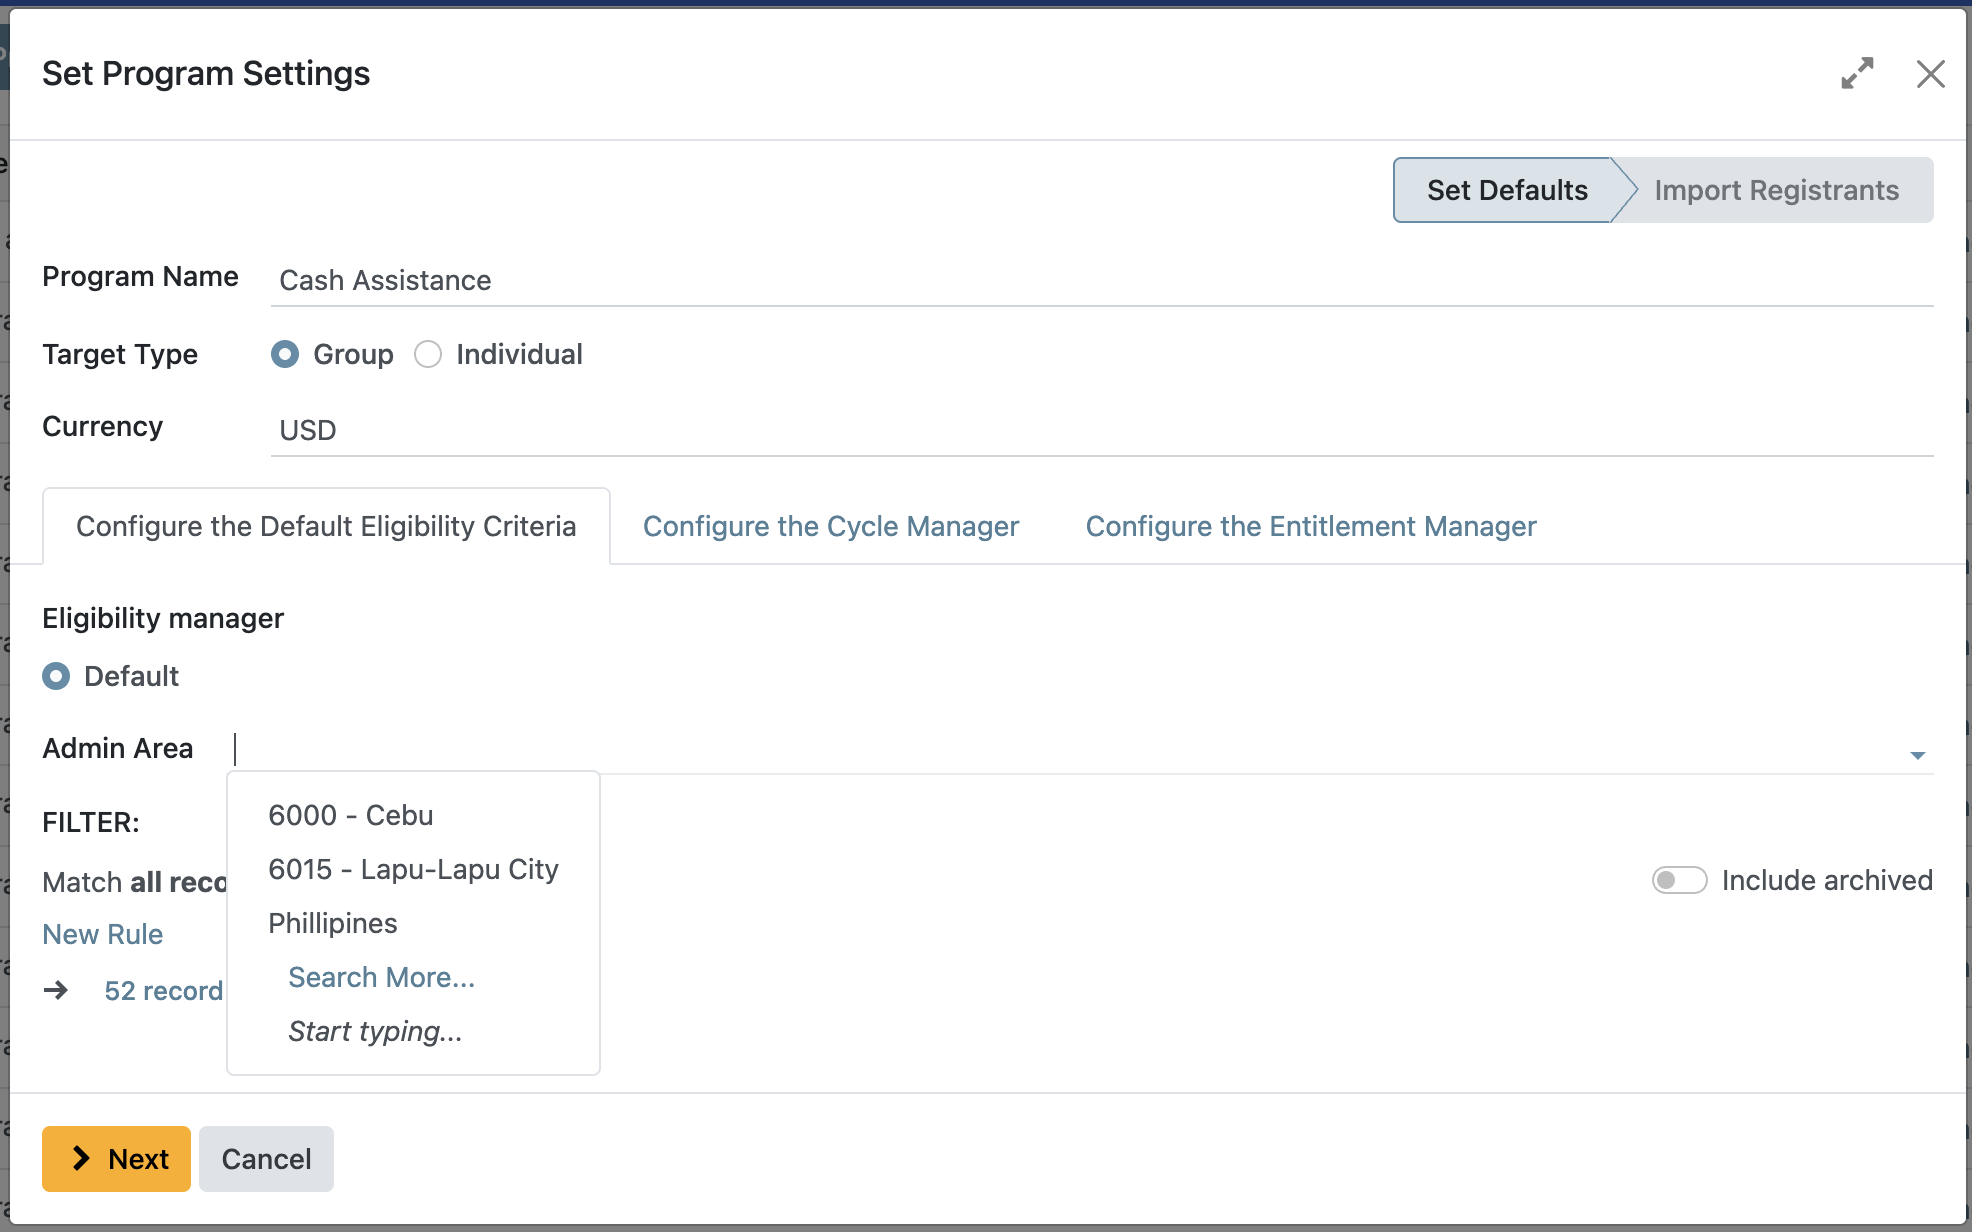 Set Program Settings
Set Defaults Import Registrants
Program Name Cash Assistance
Target Type Group Individual
Currency USD
Configure the Default Eligibility Criteria Configure the Cycle Manager Configure the Entitlement Manager
Eligibility manager
Default
Admin Area
6000 - Cebu
FILTER:
6015 - Lapu-Lapu City
Match all reco
Include archived
Phillipines
New Rule
Search More...
52 record
Start typing...
Next Cancel